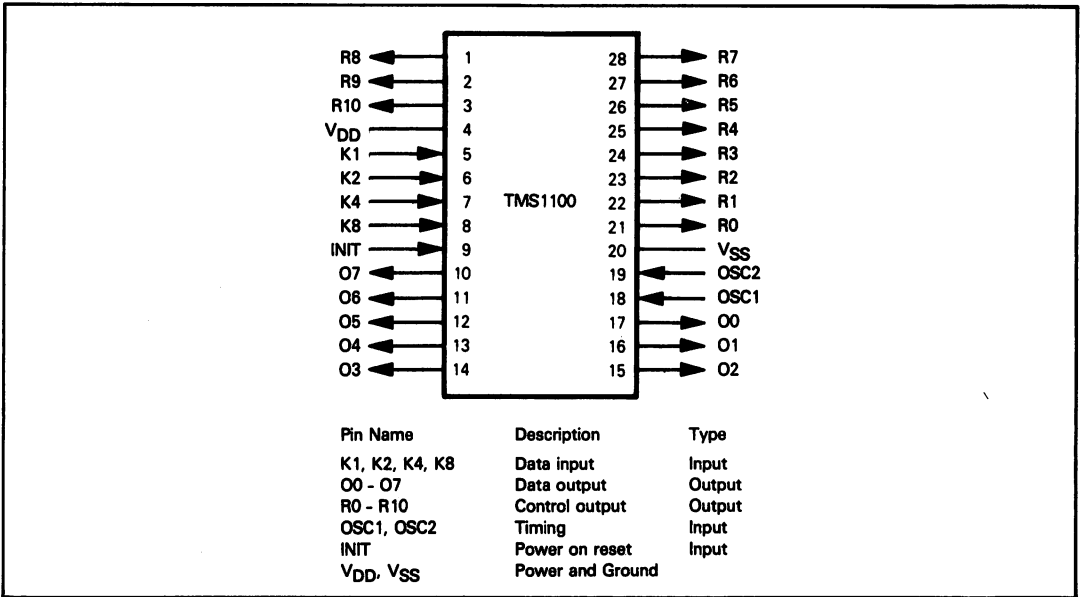 R8 1 28 R7
R9 2 27 R6
R10 3 26 R5
VDD 4 25 R4
K1 5 24 R3
K2 6 23 R2
K4 7 TMS1100 22 R1
K8 8 21 R0
INIT 9 20 VSS
O7 10 19 OSC2
O6 11 18 OSC1
O5 12 17 O0
O4 13 16 O1
O3 14 15 O2
Pin Name Description Type
K1, K2, K4, K8 Data input Input
O0 - O7 Data output Output
R0 - R10 Control output Output
OSC1, OSC2 Timing Input
INIT Power on reset Input
VDD, VSS Power and Ground